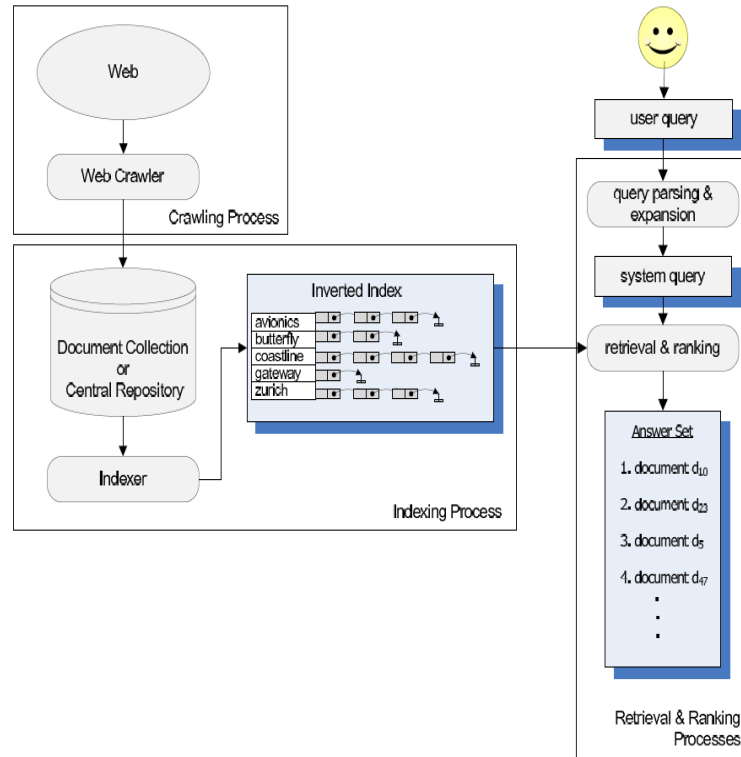 Web
Web Crawler
Crawling Process
Document Collection
or
Central Repository
Indexer
Inverted Index
avionics
butterfly
coastline
gateway
zurich
Indexing Process
user query
query parsing &
expansion
system query
retrieval & ranking
Answer Set
1. document d10
2. document d23
3. document d5
4. document d47
Retrieval & Ranking
Processes